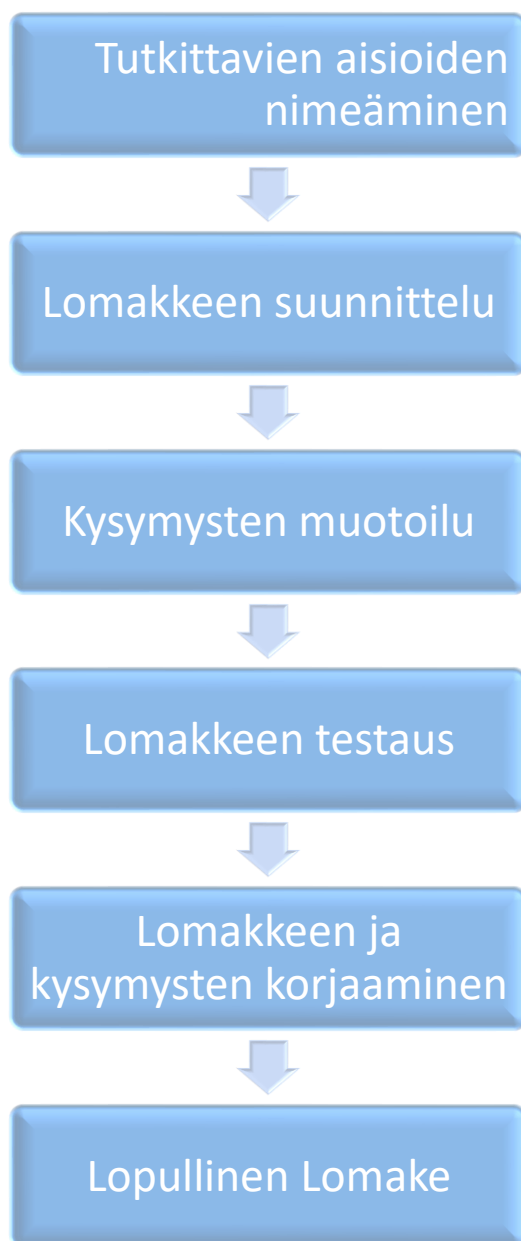 Tutkittavien aisioiden
nimeäminen
Lomakkeen suunnittelu
Kysymysten muotoilu
Lomakkeen testaus
Lomakkeen ja
kysymysten korjaaminen
Lopullinen Lomake